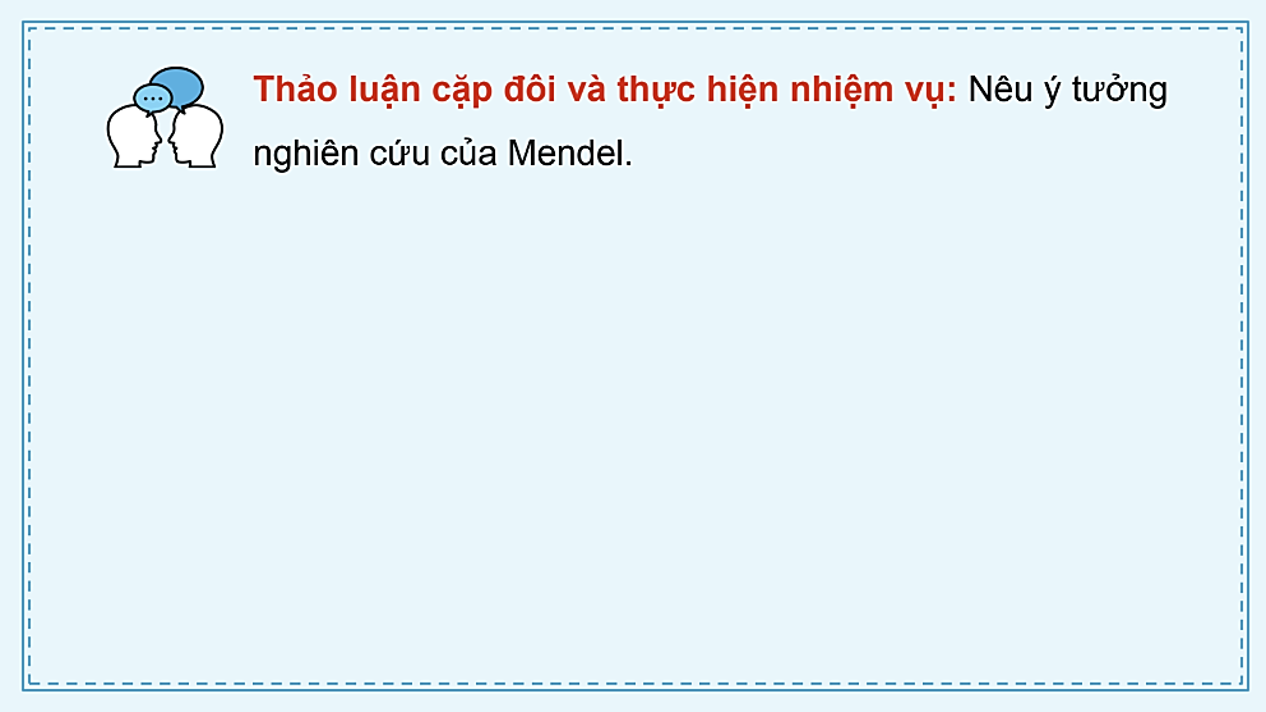 Thảo luận cặp đôi và thực hiện nhiệm vụ: Nêu ý tưởng
nghiên cứu của Mendel.